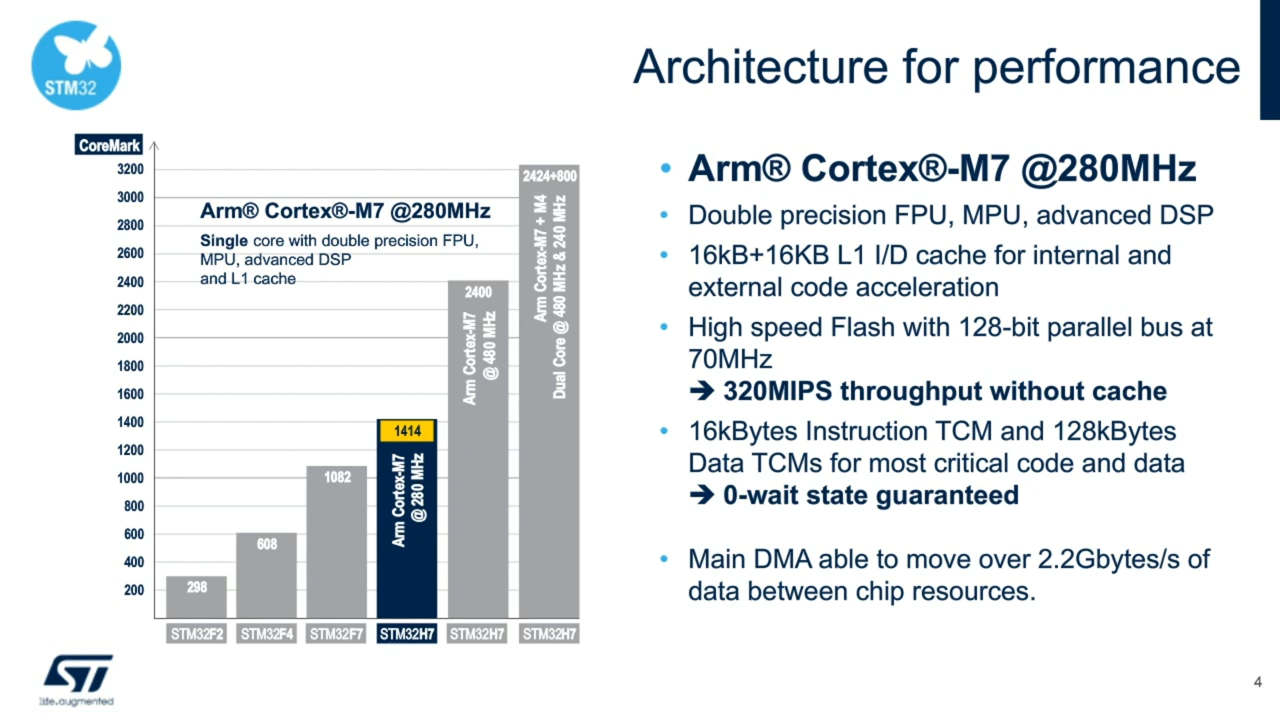 STM32
Architecture for performance
CoreMark
3200
3000
2800
2600
2400
2200
2000
1800
1600
1400
1200
1000
800
600
400
200
Arm® Cortex®-M7 @280MHz
Single core with double precision FPU,
MPU, advanced DSP
and L1 cache
298
608
1082
1414
Arm Cortex-M7
@ 280 MHz
2400
Arm Cortex-M7
@ 480 MHz
2424+800
Arm Cortex-M7 + M4
Dual Core @ 480 MHz & 240 MHz
STM32F2
STM32F4
STM32F7
STM32H7
STM32H7
STM32H7
• Arm® Cortex®-M7 @280MHz
• Double precision FPU, MPU, advanced DSP
• 16kB+16KB L1 I/D cache for internal and
external code acceleration
• High speed Flash with 128-bit parallel bus at
70MHz
➔ 320MIPS throughput without cache
• 16kBytes Instruction TCM and 128kBytes
Data TCMs for most critical code and data
➔ 0-wait state guaranteed
• Main DMA able to move over 2.2Gbytes/s of
data between chip resources.
ST
life.augmented
4